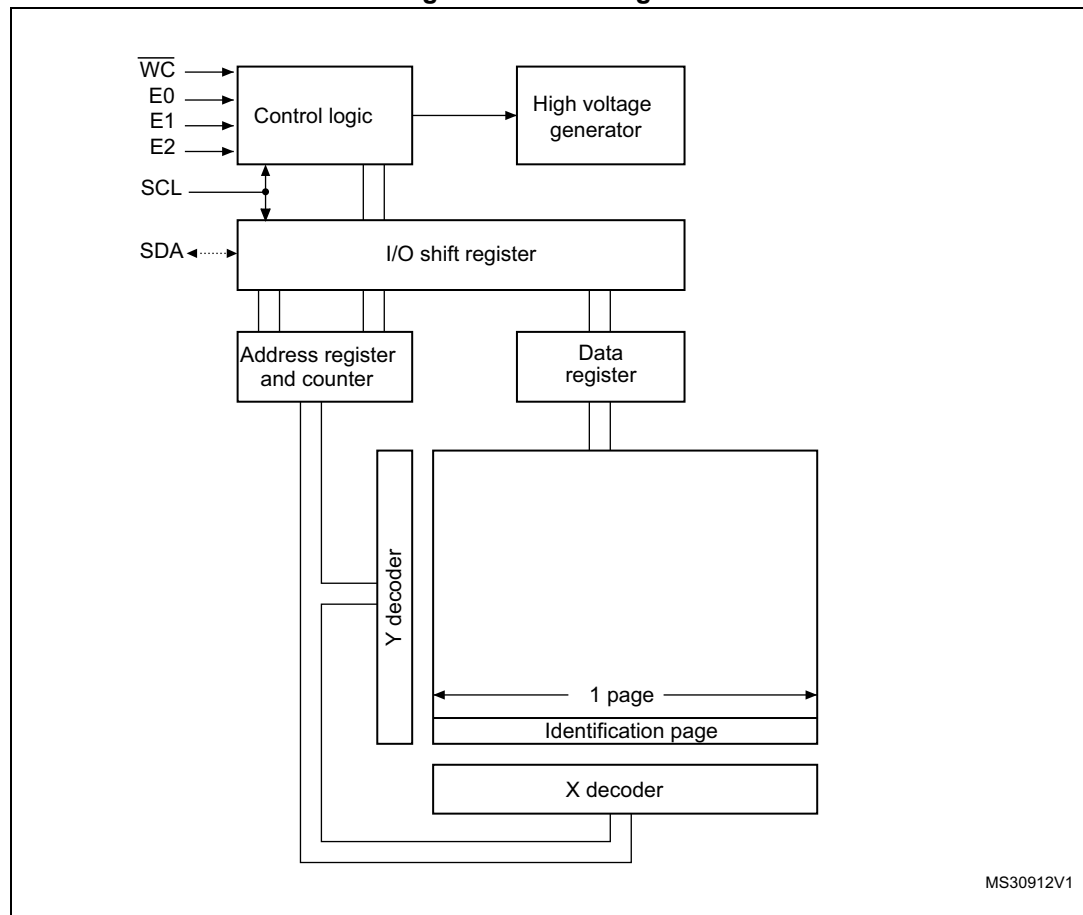 WC
E0
E1
E2
SCL
SDA
Control logic
High voltage
generator
I/O shift register
Address register
and counter
Data
register
Y decoder
1 page
Identification page
X decoder
MS30912V1